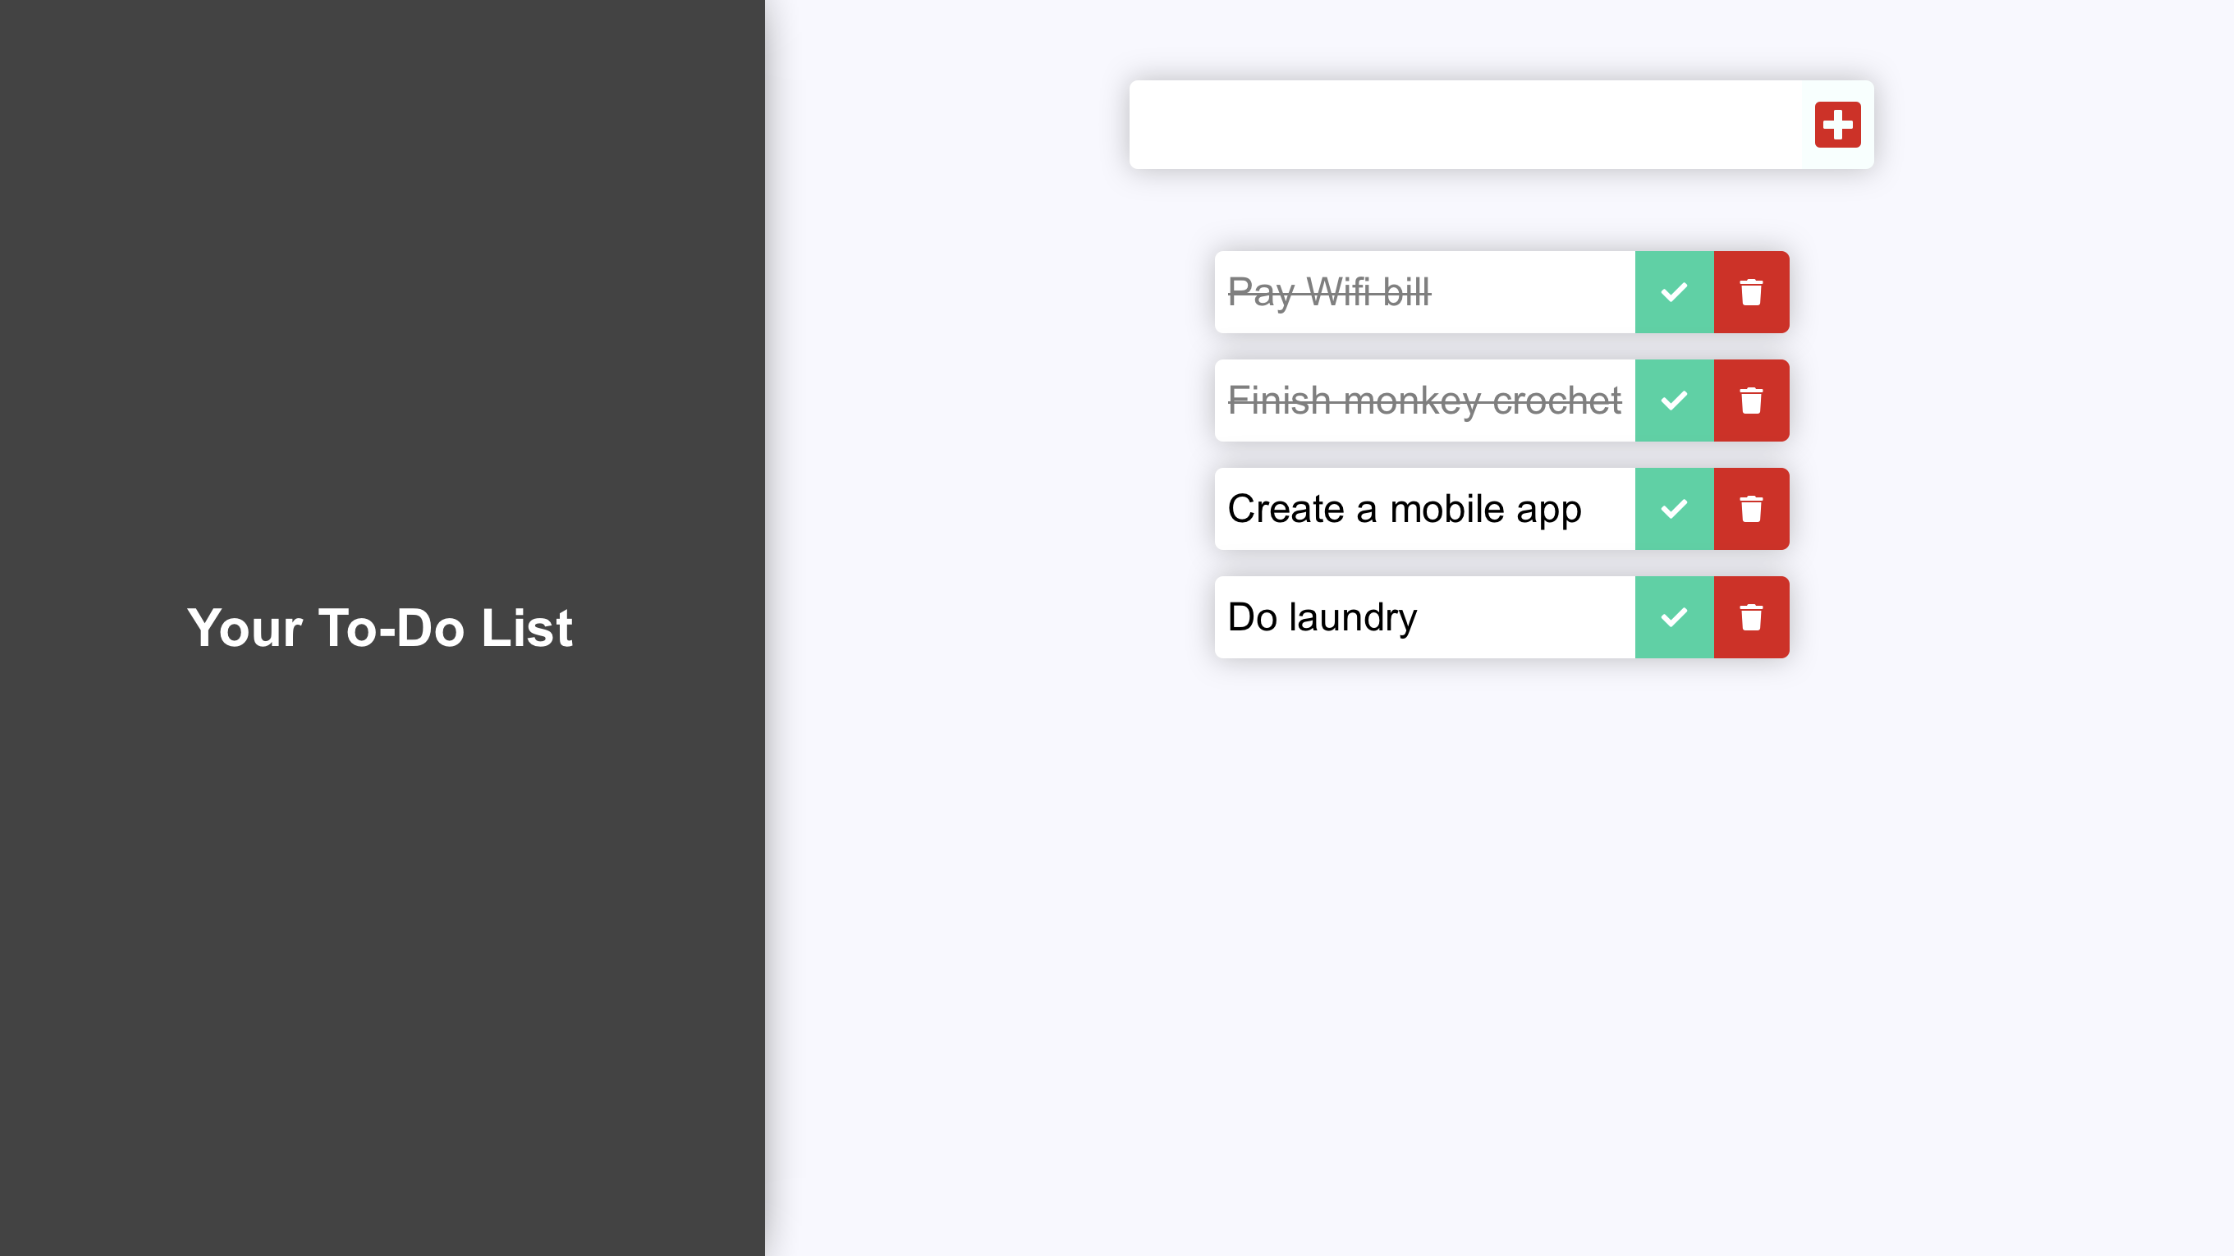 Your To-Do List
Pay Wifi bill
Finish monkey crochet
Create a mobile app
Do laundry